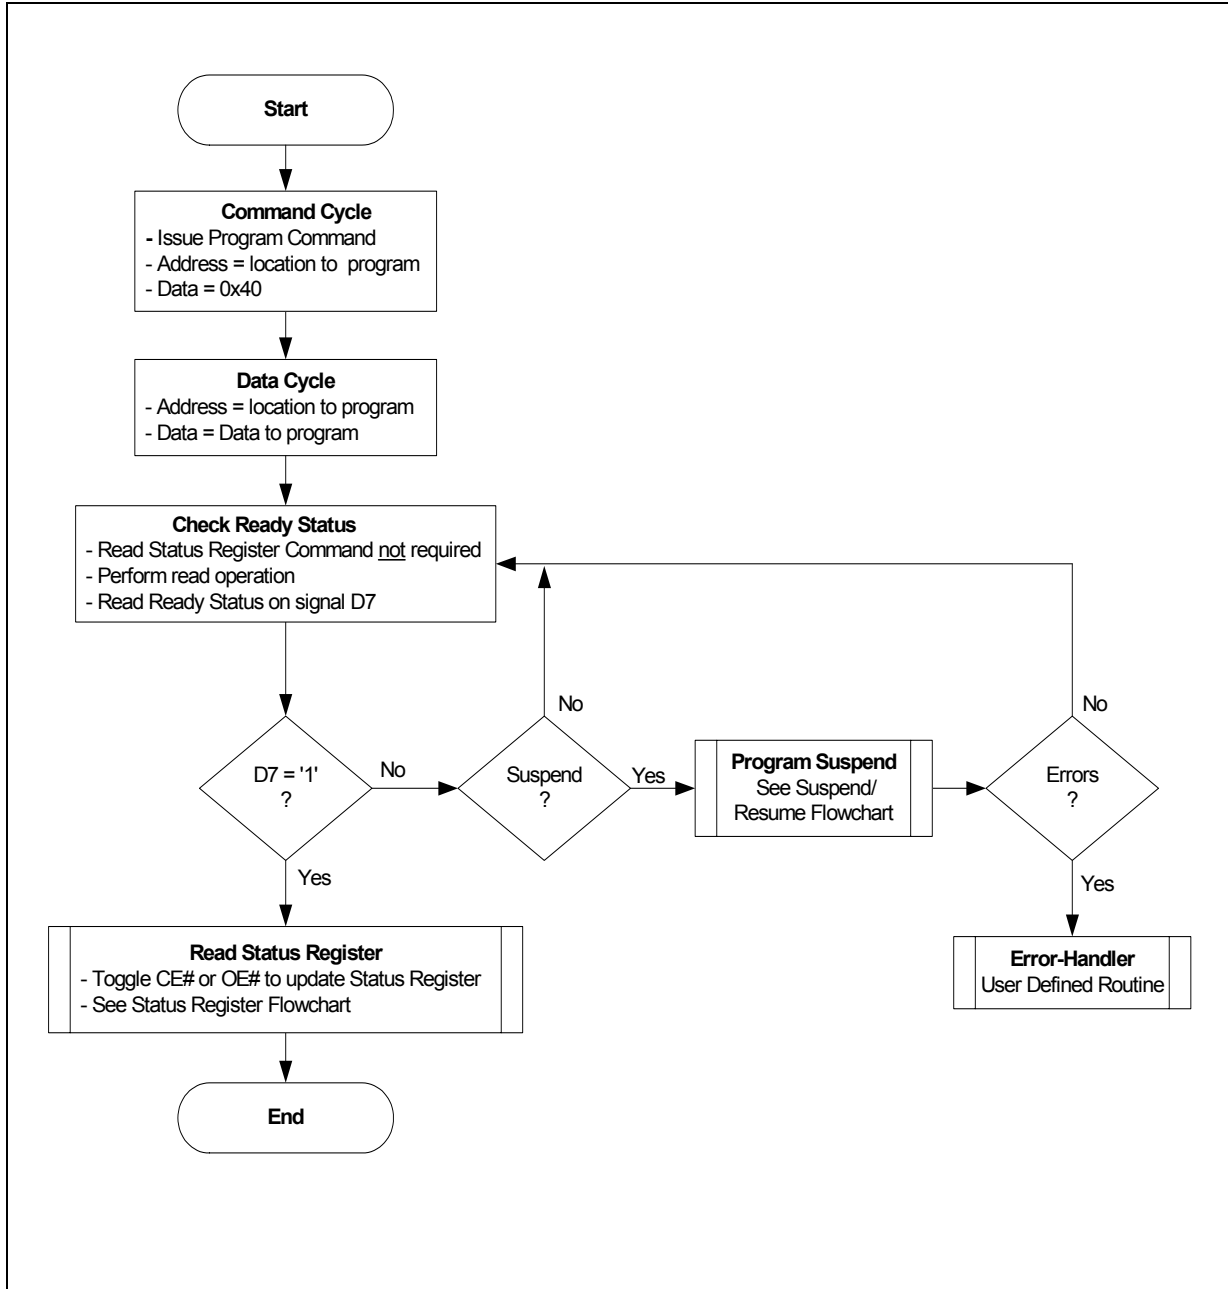 Start
Command Cycle
- Issue Program Command
- Address = location to program
- Data = 0x40
Data Cycle
- Address = location to program
- Data = Data to program
Check Ready Status
- Read Status Register Command not required
- Perform read operation
- Read Ready Status on signal D7
No
No
D7 = '1'
?
No
Suspend
?
Yes
Program Suspend
See Suspend/
Resume Flowchart
Errors
?
Yes
Yes
Read Status Register
- Toggle CE# or OE# to update Status Register
- See Status Register Flowchart
Error-Handler
User Defined Routine
End